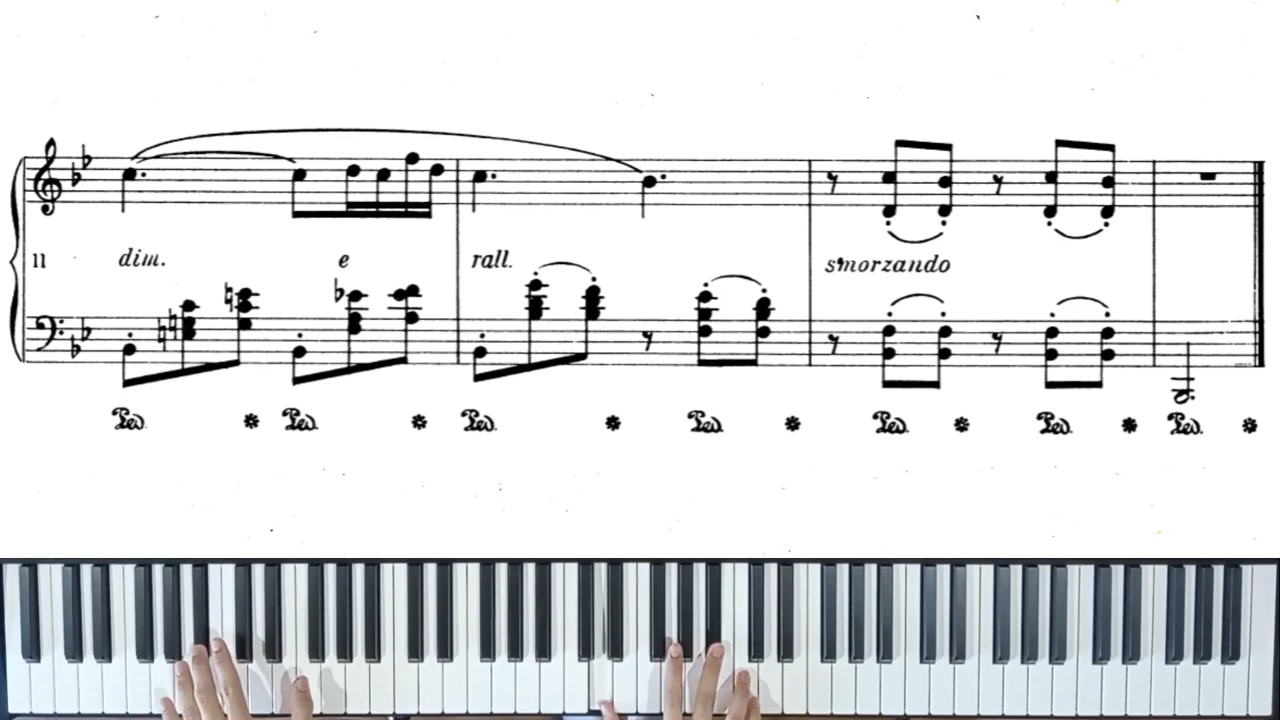 11 dim. e rall. smorzando
Ped. * Ped. * Ped. * Ped. * Ped. * Ped. * Ped. *